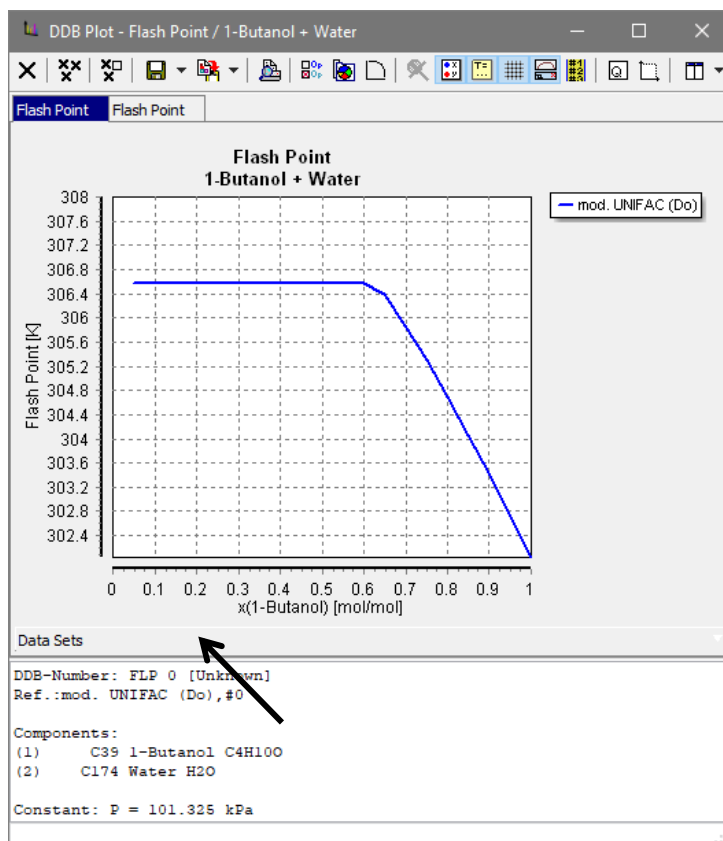 DDB Plot - Flash Point / 1-Butanol + Water
Flash Point Flash Point
Flash Point
1-Butanol + Water
308
307.6
307.2
306.8
306.4
306
305.6
305.2
304.8
304.4
304
303.6
303.2
302.8
302.4
Flash Point [K]
mod. UNIFAC (Do)
0 0.1 0.2 0.3 0.4 0.5 0.6 0.7 0.8 0.9 1
x(1-Butanol) [mol/mol]
Data Sets
DDB-Number: FLP 0 [Unknown]
Ref.:mod. UNIFAC (Do),#0
Components:
(1) C39 1-Butanol C4H10O
(2) C174 Water H2O
Constant: P = 101.325 kPa